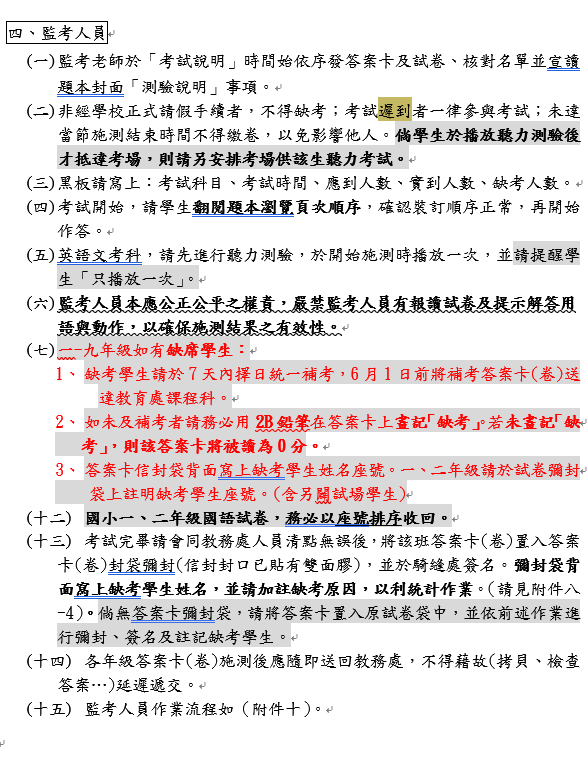 四、監考人員
(一)監考老師於「考試說明」時間始依序發答案卡及試卷、核對名單並宣讀
題本封面「測驗說明」事項。
(二)非經學校正式請假手續者，不得缺考；考試遲到者一律參與考試；未達
當節施測結束時間不得繳卷，以免影響他人。倘學生於播放聽力測驗後
才抵達考場，則請另安排考場供該生聽力考試。
(三)黑板請寫上：考試科目、考試時間、應到人數、實到人數、缺考人數。
(四)考試開始，請學生翻閱題本瀏覽頁次順序，確認裝訂順序正常，再開始
作答。
(五)英語文考科，請先進行聽力測驗，於開始施測時播放一次，並請提醒學
生「只播放一次」。
(六)監考人員本應公正公平之權責，嚴禁監考人員有報讀試卷及提示解答用
語與動作，以確保施測結果之有效性。
(七)一-九年級如有缺席學生：
1、缺考學生請於7天內擇日統一補考，6月1日前將補考答案卡(卷)送
達教育處課程科。
2、如未及補考者請務必用2B鉛筆在答案卡上畫記「缺考」。若未畫記「缺
考」，則該答案卡將被讀為0分。
3、答案卡信封袋背面寫上缺考學生姓名座號。一、二年級請於試卷彌封
袋上註明缺考學生座號。(含另闢試場學生)
(十二) 國小一、二年級國語試卷，務必以座號排序收回。
(十三) 考試完畢請會同教務處人員清點無誤後，將該班答案卡(卷)置入答案
卡(卷)封袋彌封(信封封口已貼有雙面膠)，並於騎縫處簽名。彌封袋背
面寫上缺考學生姓名，並請加註缺考原因，以利統計作業。(請見附件八
-4)。倘無答案卡彌封袋，請將答案卡置入原試卷袋中，並依前述作業進
行彌封、簽名及註記缺考學生。
(十四) 各年級答案卡(卷)施測後應隨即送回教務處，不得藉故(拷貝、檢查
答案…)延遲遞交。
(十五) 監考人員作業流程如（附件十）。